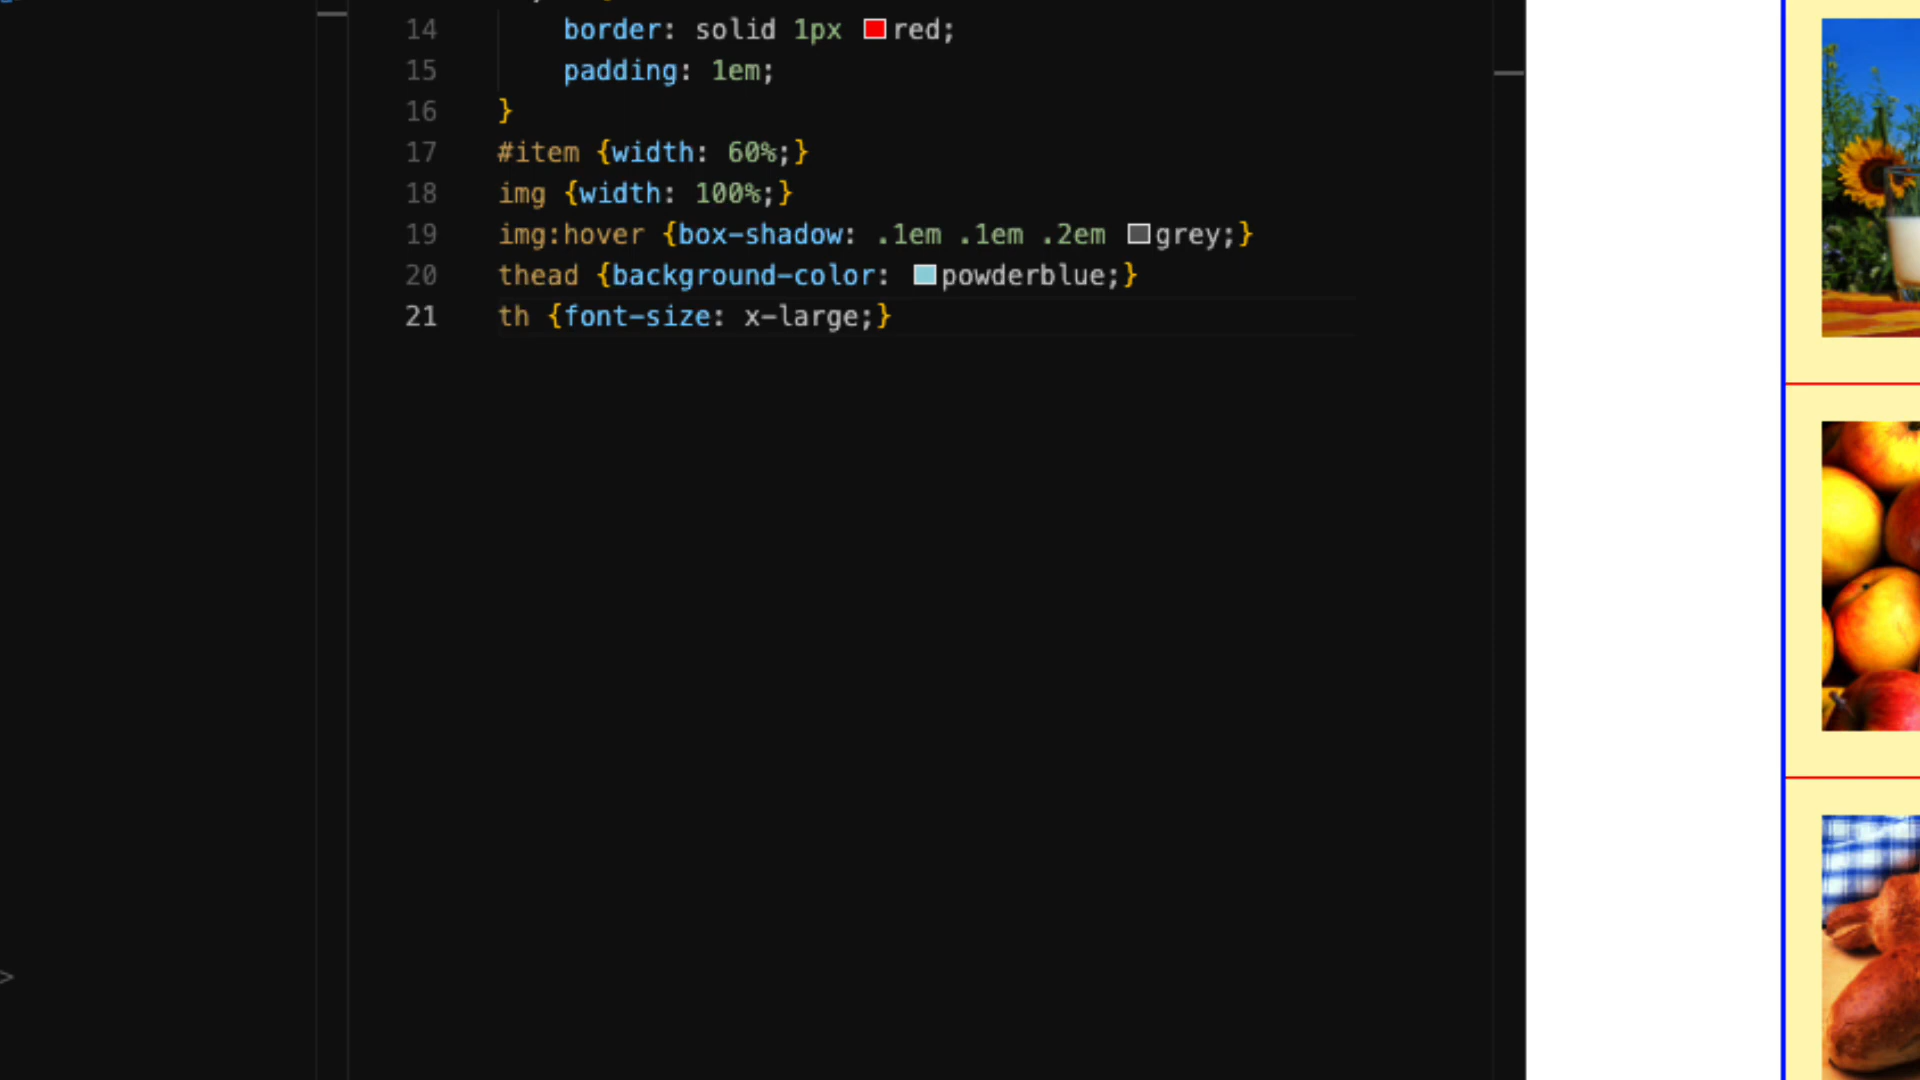 14 border: solid 1px red;
15 padding: 1em;
16 }
17 #item {width: 60%;}
18 img {width: 100%;}
19 img:hover {box-shadow: .1em .1em .2em grey;}
20 thead {background-color: powderblue;}
21 th {font-size: x-large;}
>